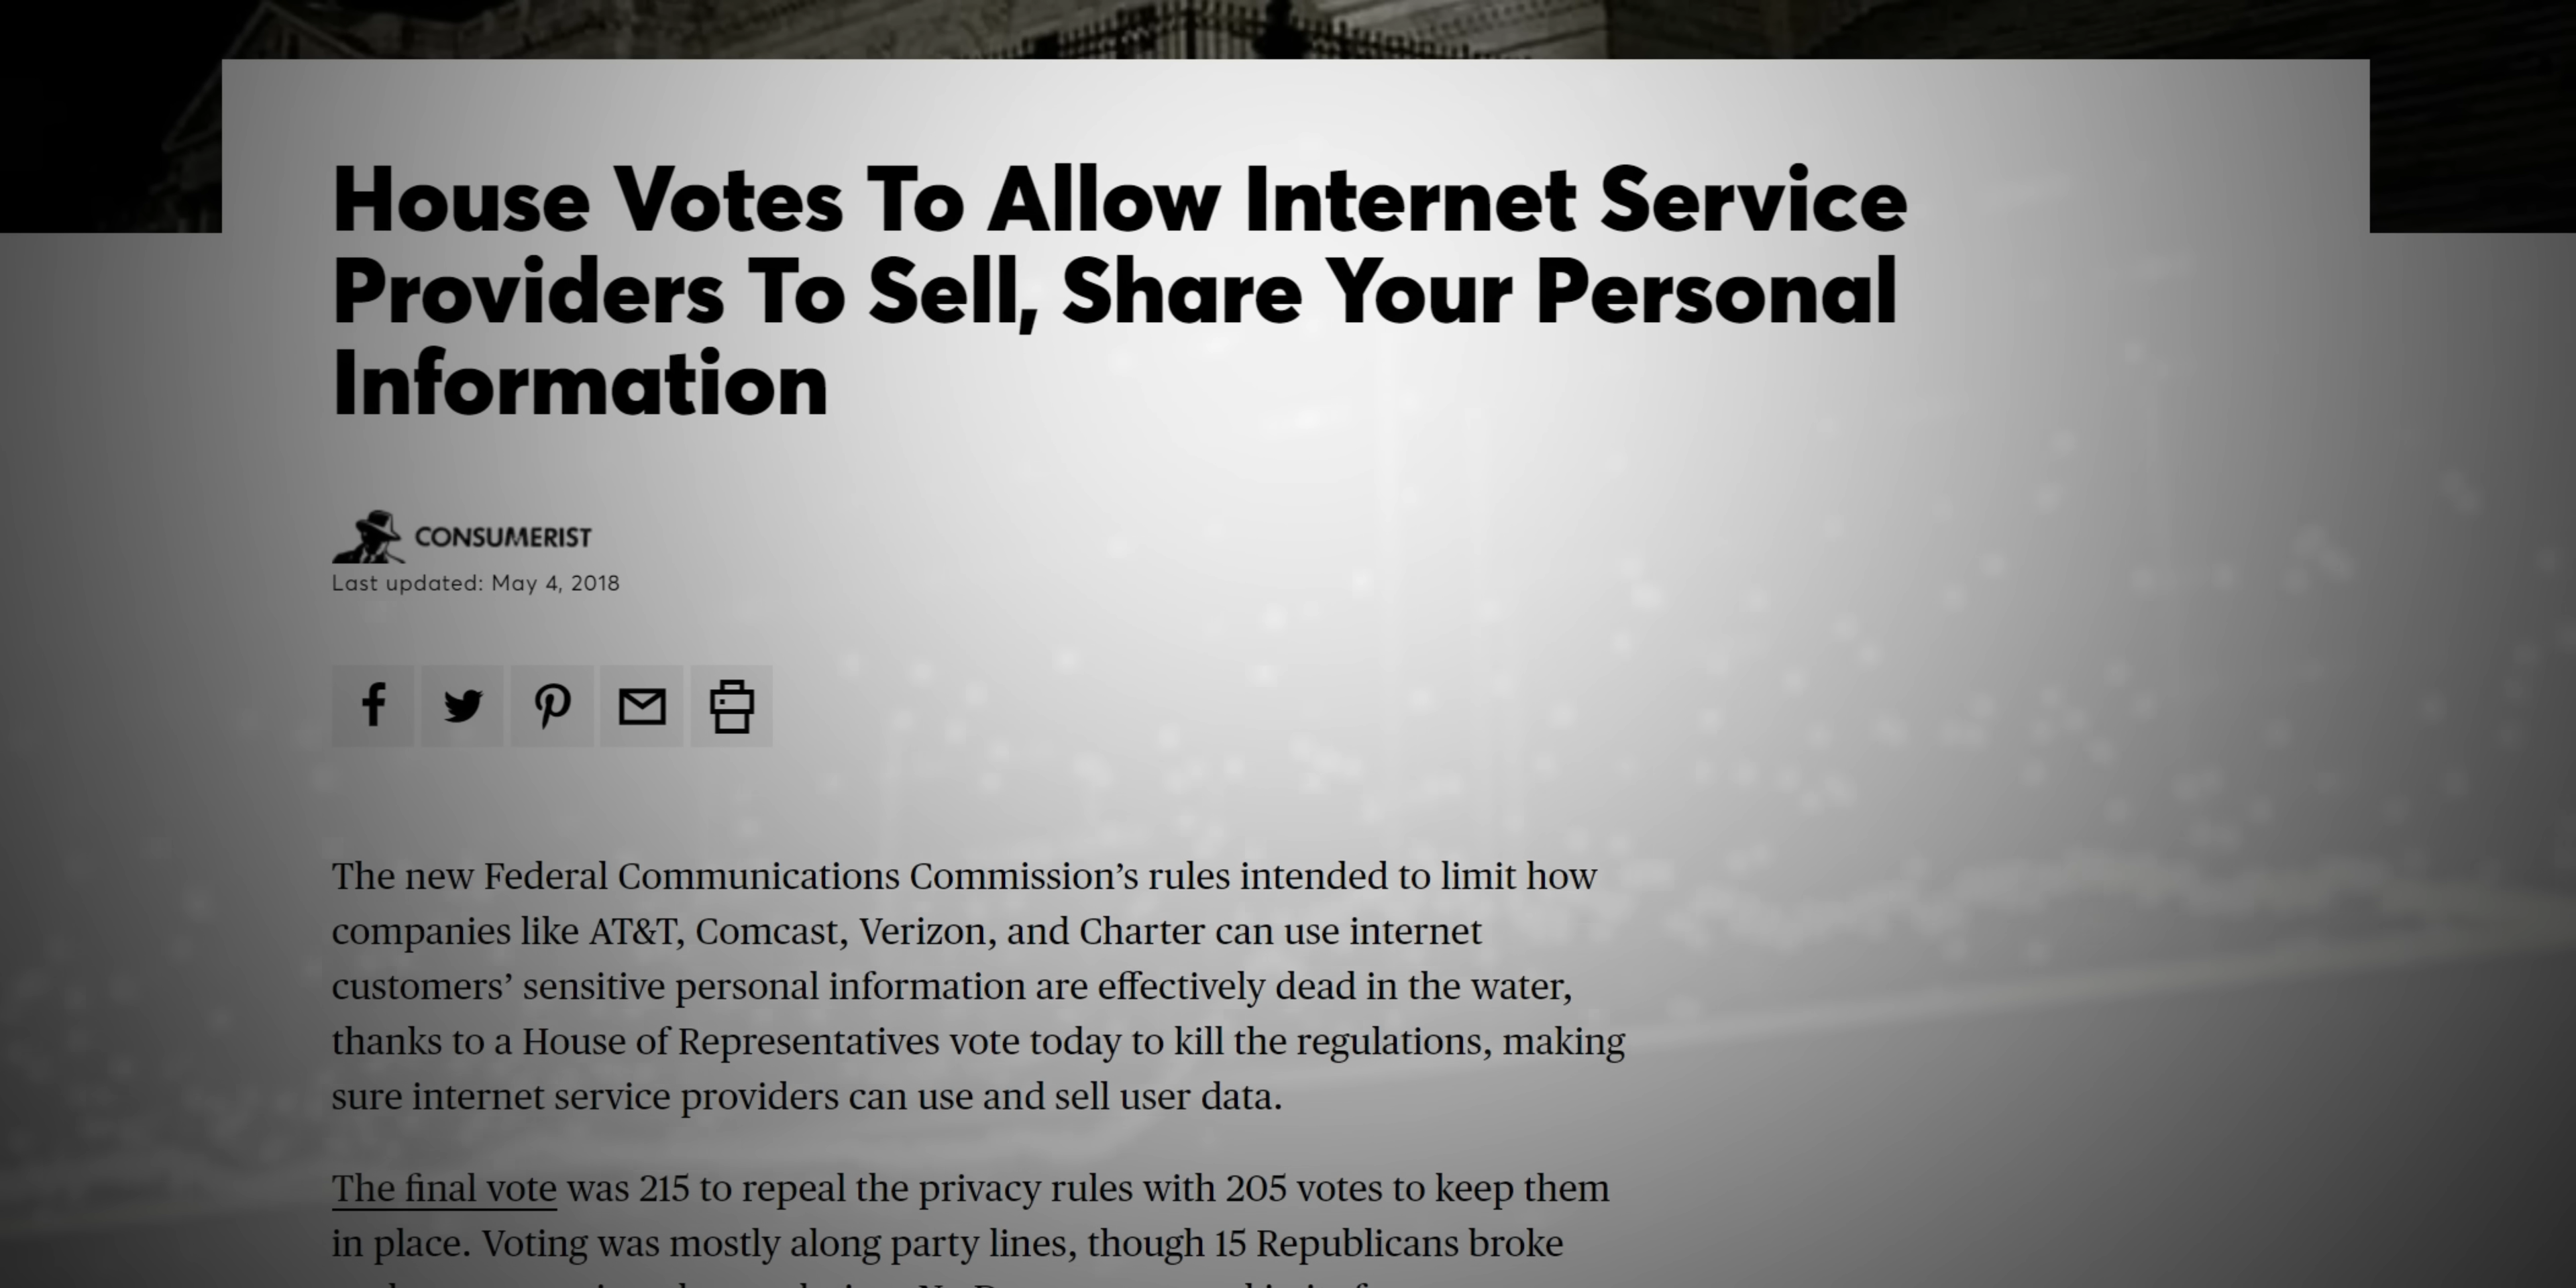 House Votes To Allow Internet Service
Providers To Sell, Share Your Personal
Information
CONSUMERIST
Last updated: May 4, 2018
The new Federal Communications Commission’s rules intended to limit how
companies like AT&T, Comcast, Verizon, and Charter can use internet
customers’ sensitive personal information are effectively dead in the water,
thanks to a House of Representatives vote today to kill the regulations, making
sure internet service providers can use and sell user data.
The final vote was 215 to repeal the privacy rules with 205 votes to keep them
in place. Voting was mostly along party lines, though 15 Republicans broke